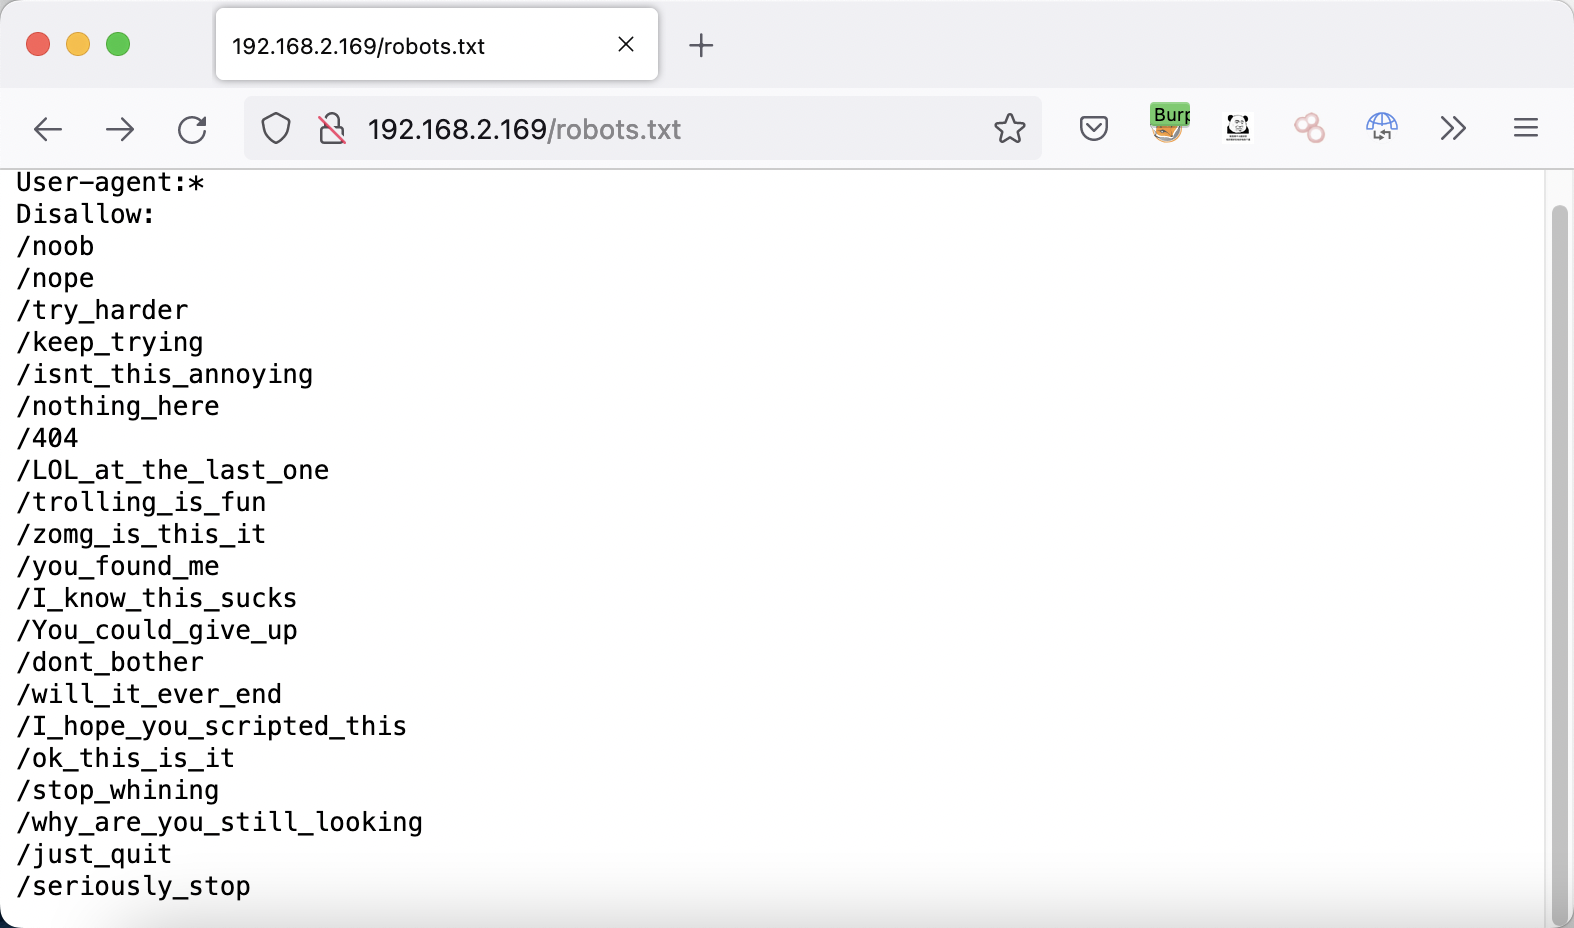 192.168.2.169/robots.txt
192.168.2.169/robots.txt
Burp
User-agent:*
Disallow:
/noob
/nope
/try_harder
/keep_trying
/isnt_this_annoying
/nothing_here
/404
/LOL_at_the_last_one
/trolling_is_fun
/zomg_is_this_it
/you_found_me
/I_know_this_sucks
/You_could_give_up
/dont_bother
/will_it_ever_end
/I_hope_you_scripted_this
/ok_this_is_it
/stop_whining
/why_are_you_still_looking
/just_quit
/seriously_stop